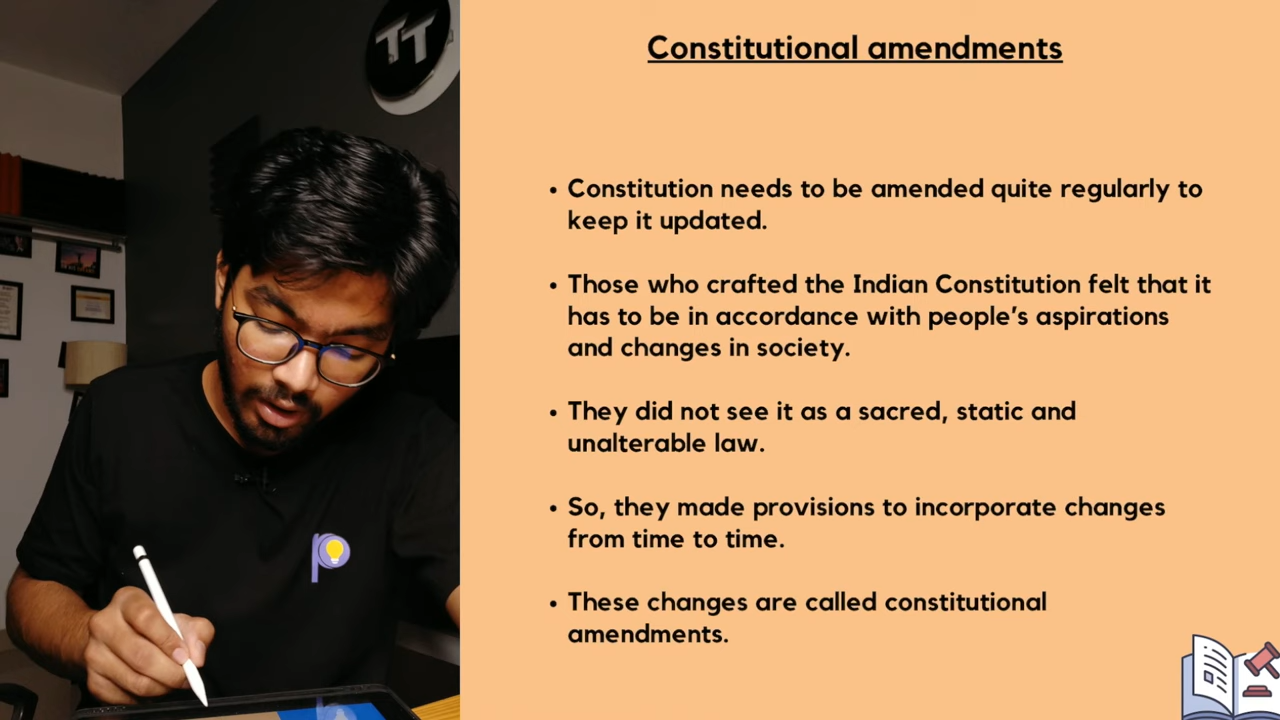 TT
Constitutional amendments
• Constitution needs to be amended quite regularly to
keep it updated.
• Those who crafted the Indian Constitution felt that it
has to be in accordance with people's aspirations
and changes in society.
• They did not see it as a sacred, static and
unalterable law.
• So, they made provisions to incorporate changes
from time to time.
• These changes are called constitutional
amendments.